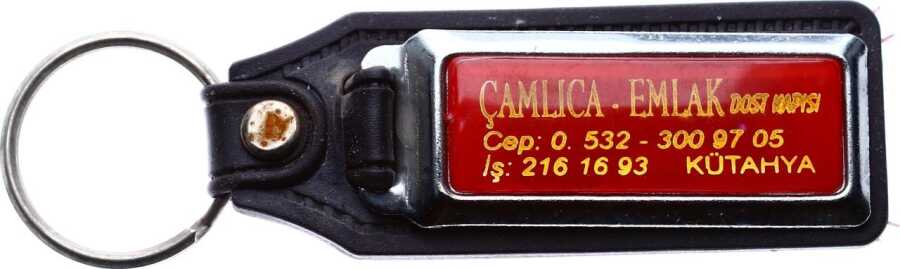 ÇAMLICA - EMLAK DOST KAPISI
Cep: 0. 532 - 300 97 05
İş: 216 16 93 KÜTAHYA